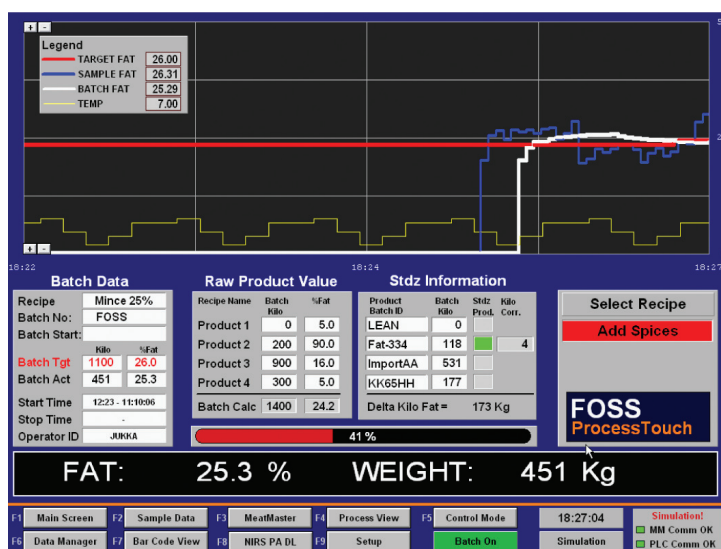 + -
Legend
TARGET FAT 26.00
SAMPLE FAT 26.31
BATCH FAT 25.29
TEMP 7.00
5
2
+ -
18:22 18:24 18:27
Batch Data
Recipe Mince 25%
Batch No: FOSS
Batch Start:
Kilo %Fat
Batch Tgt 1100 26.0
Batch Act 451 25.3
Start Time 12:23 - 11:10:06
Stop Time -
Operator ID JUKKA
Raw Product Value
Recipe Name Batch Kilo %Fat
Product 1 0 5.0
Product 2 200 90.0
Product 3 900 16.0
Product 4 300 5.0
Batch Calc 1400 24.2
Stdz Information
Product Batch ID Batch Kilo Stdz Prod. Kilo Corr.
LEAN 0
Fat-334 118 4
ImportAA 531
KK65HH 177
Delta Kilo Fat = 173 Kg
41 %
Select Recipe
Add Spices
FOSS
ProcessTouch
FAT: 25.3 % WEIGHT: 451 Kg
F1 Main Screen F2 Sample Data F3 MeatMaster F4 Process View F5 Control Mode 18:27:04
F6 Data Manager F7 Bar Code View F8 NIRS PA DL F9 Setup Batch On Simulation
Simulation!
MM Comm OK
PLC Comm OK